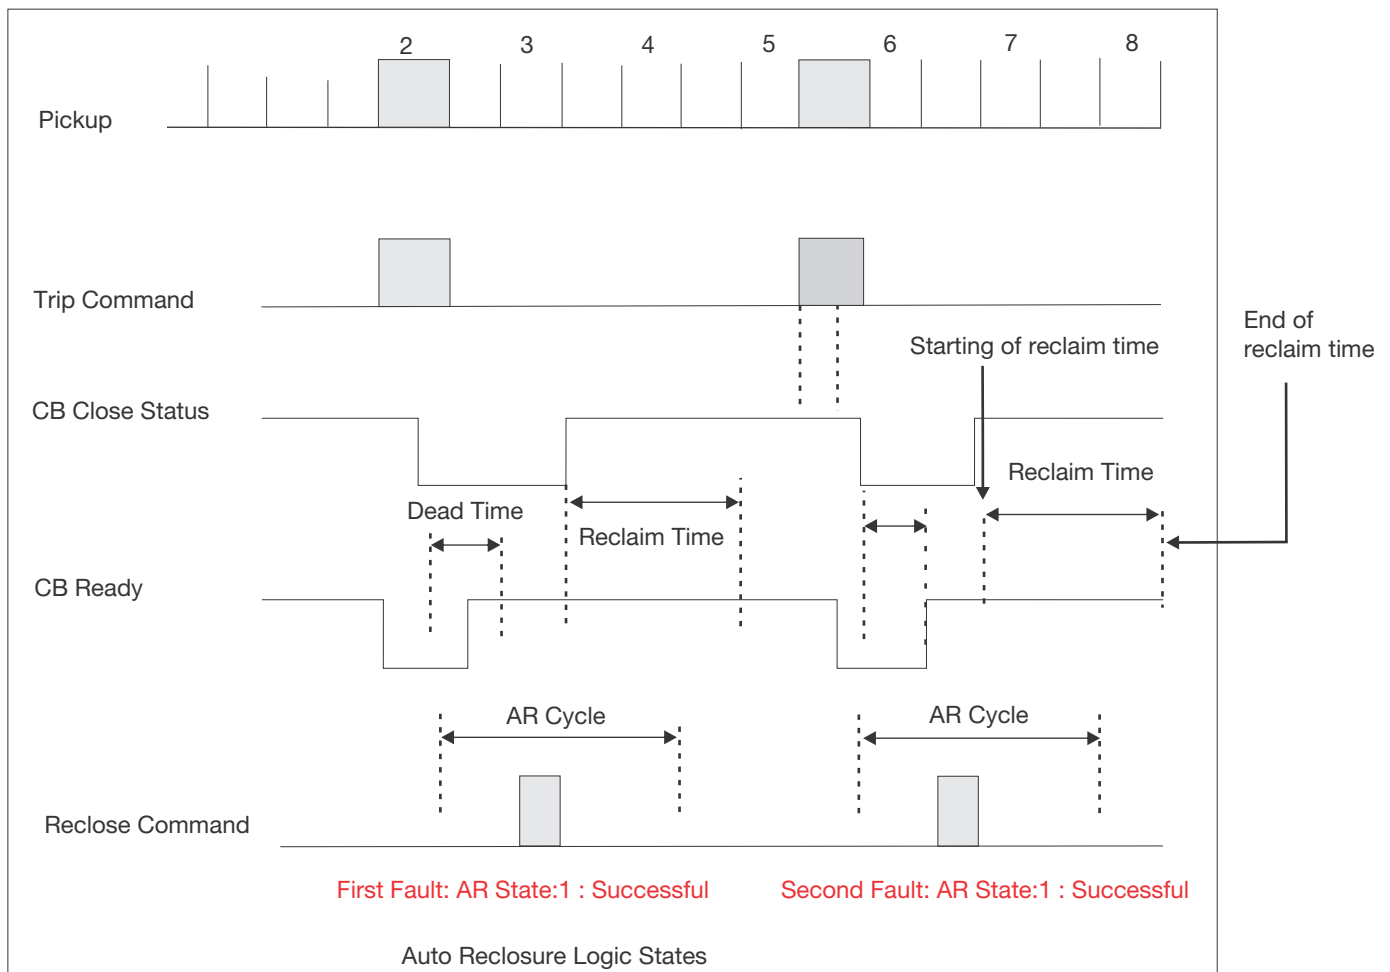 2 3 4 5 6 7 8
Pickup
Trip Command
Starting of reclaim time
End of
reclaim time
CB Close Status
Reclaim Time
Dead Time
Reclaim Time
CB Ready
AR Cycle
AR Cycle
Reclose Command
First Fault: AR State:1 : Successful
Second Fault: AR State:1 : Successful
Auto Reclosure Logic States